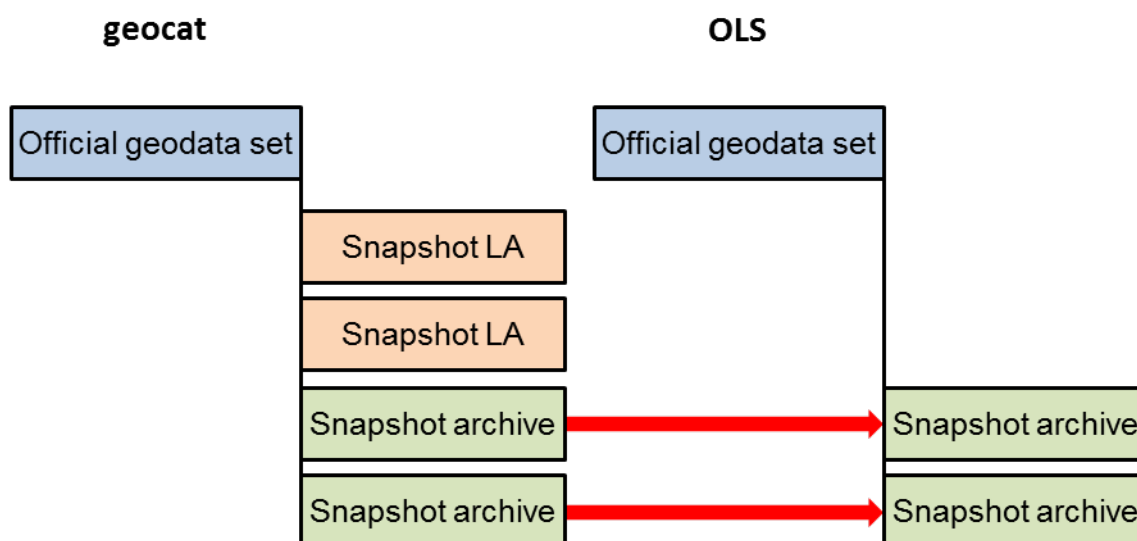 geocat
OLS
Official geodata set
Official geodata set
Snapshot LA
Snapshot LA
Snapshot archive
Snapshot archive
Snapshot archive
Snapshot archive